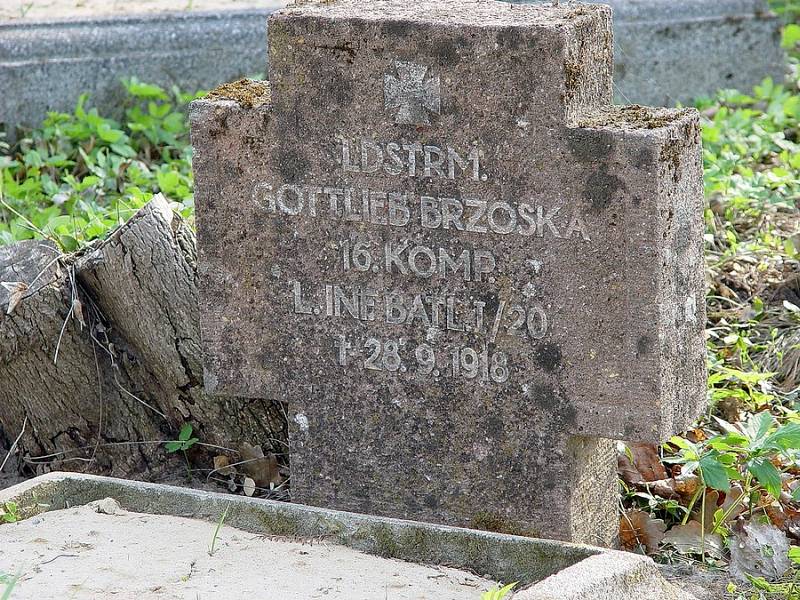 LDSTRM.
GOTTLIEB BRZOSKA
16. KOMP.
L. INF. BATL. I/20
† 28. 9. 1918